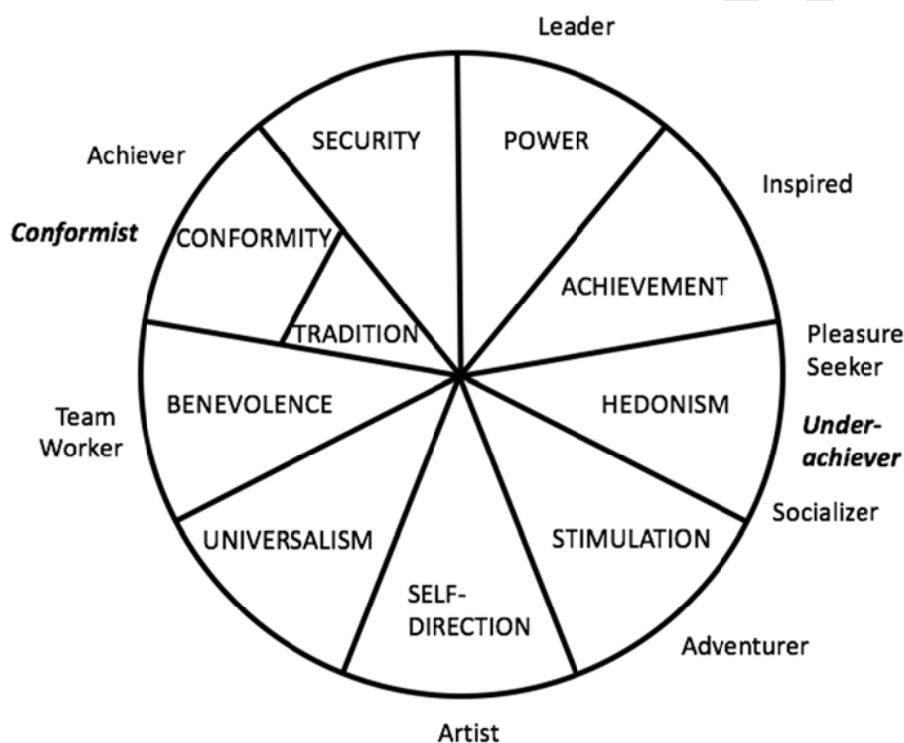 Leader
SECURITY
POWER
Achiever
Inspired
Conformist
CONFORMITY
ACHIEVEMENT
TRADITION
Pleasure
Seeker
BENEVOLENCE
HEDONISM
Team
Worker
Under-
achiever
Socializer
UNIVERSALISM
STIMULATION
SELF-
DIRECTION
Adventurer
Artist